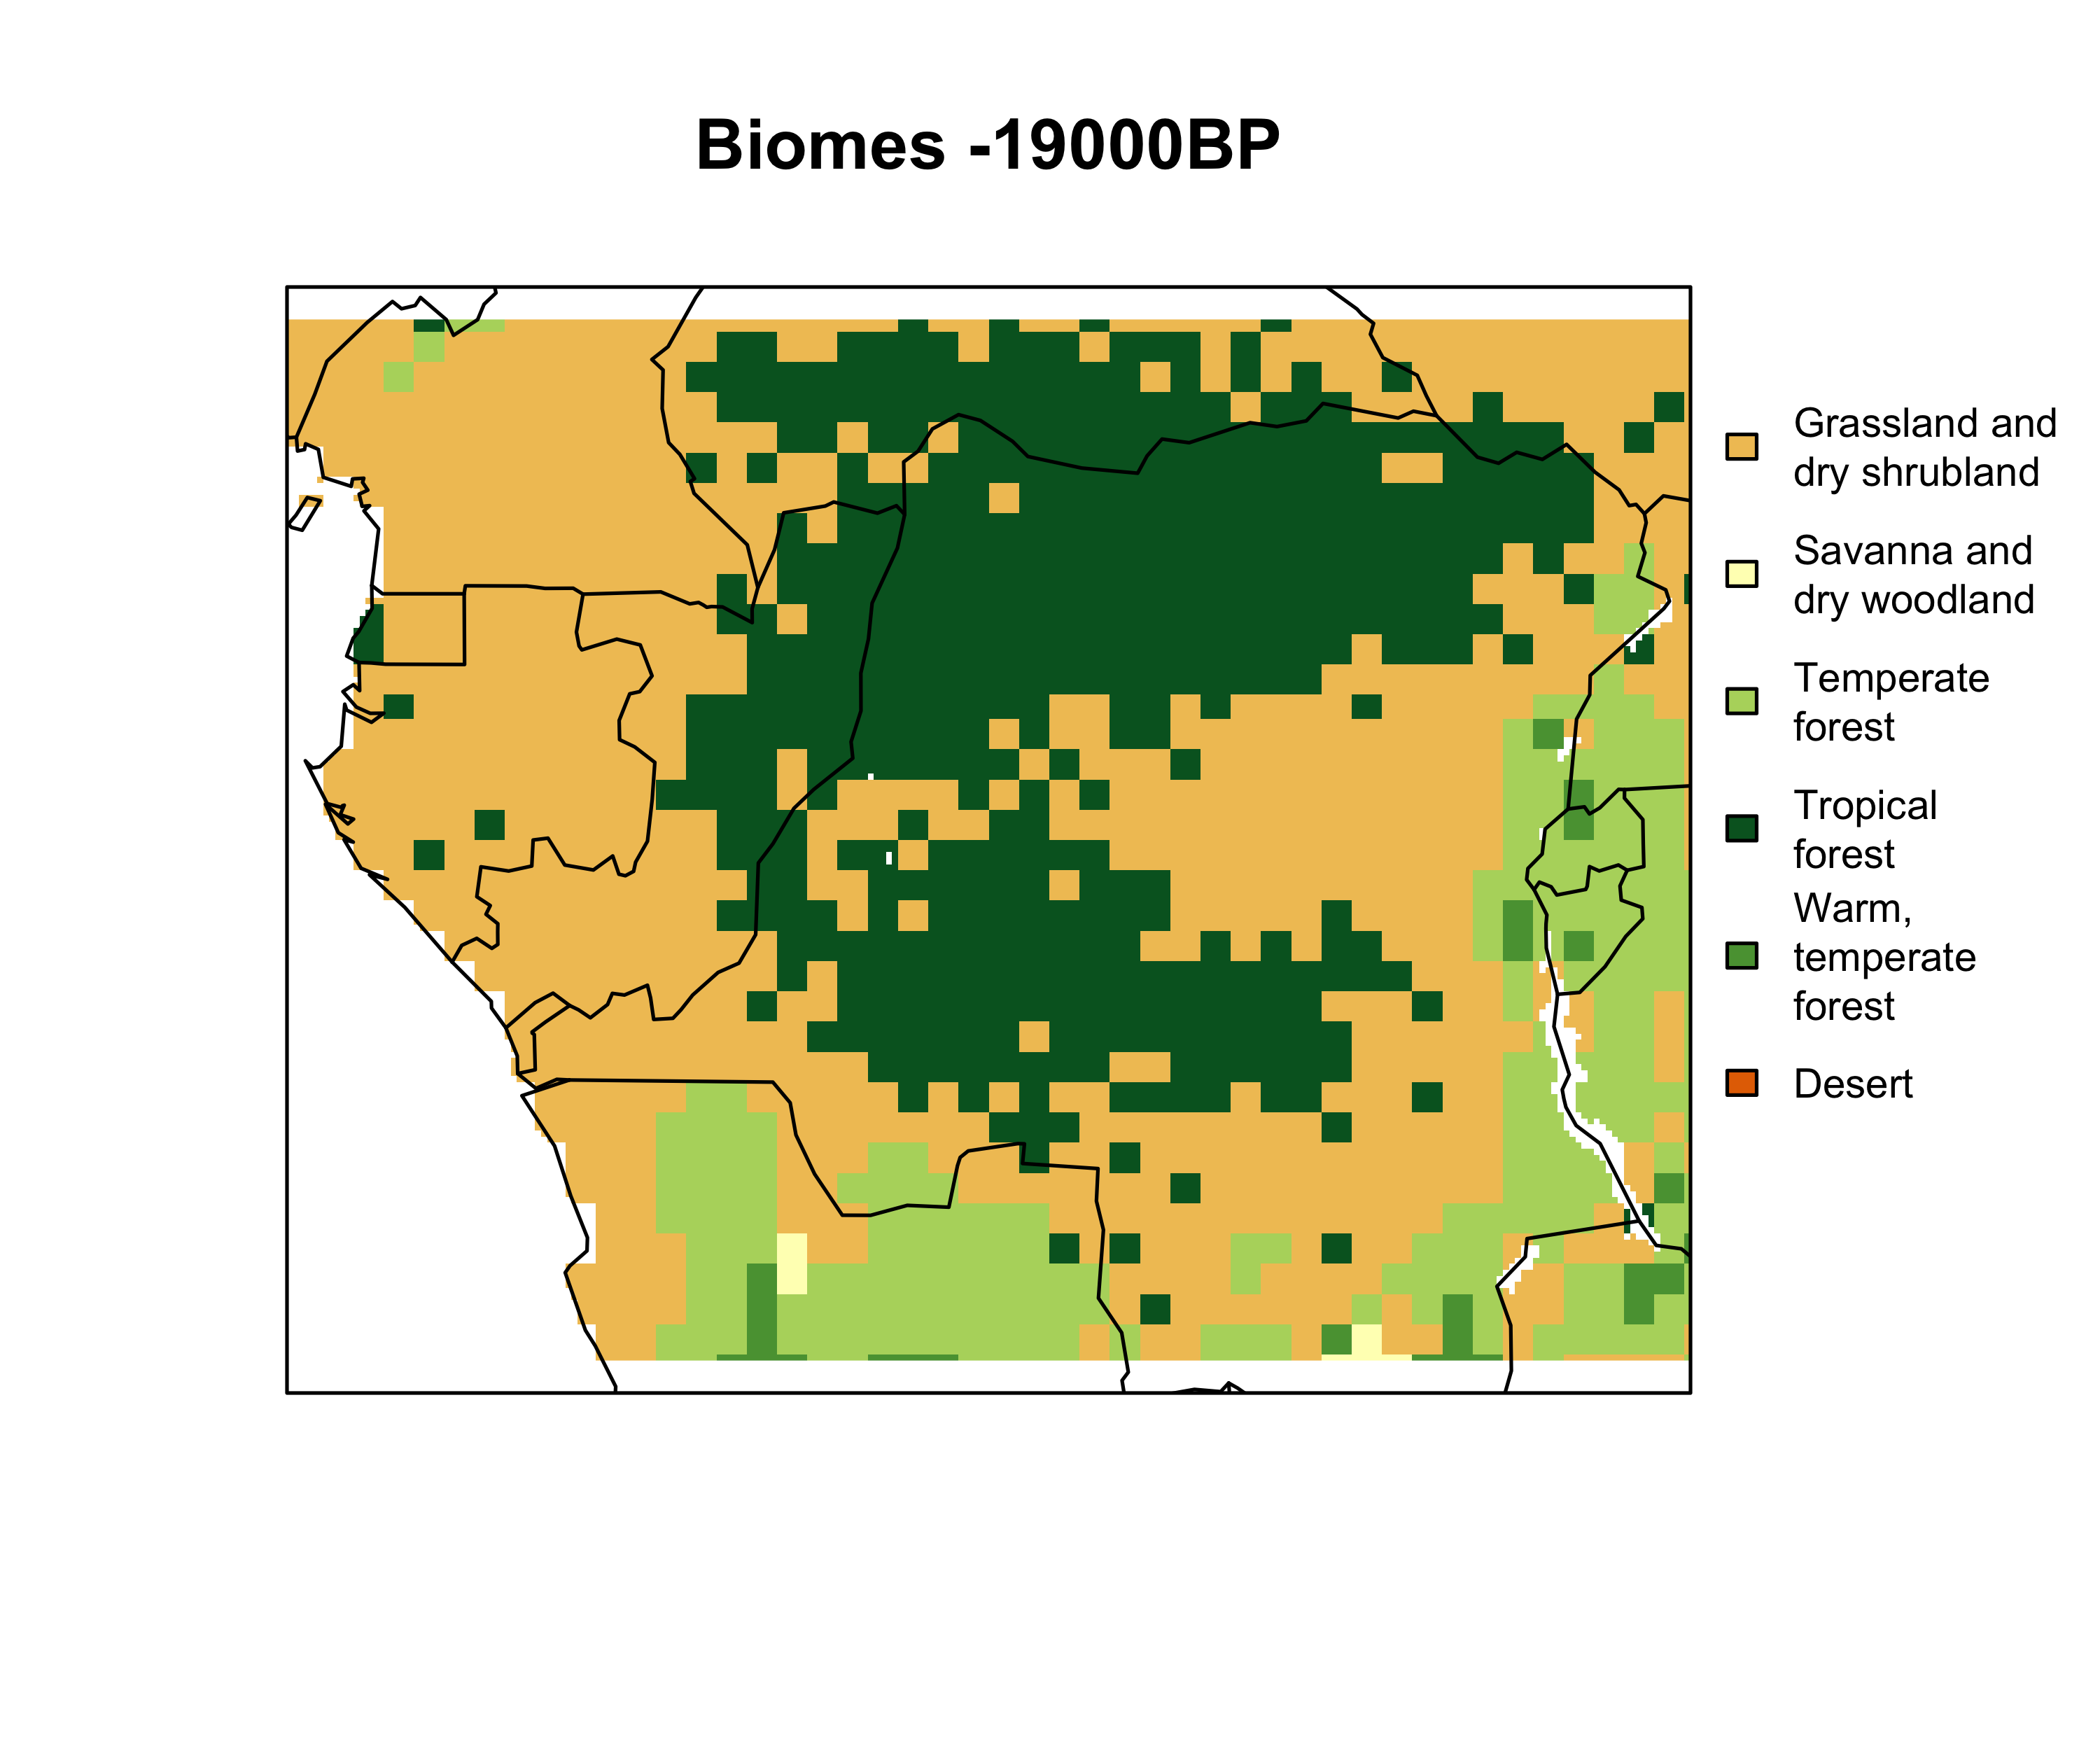 Biomes -19000BP
Grassland and
dry shrubland
Savanna and
dry woodland
Temperate
forest
Tropical
forest
Warm,
temperate
forest
Desert